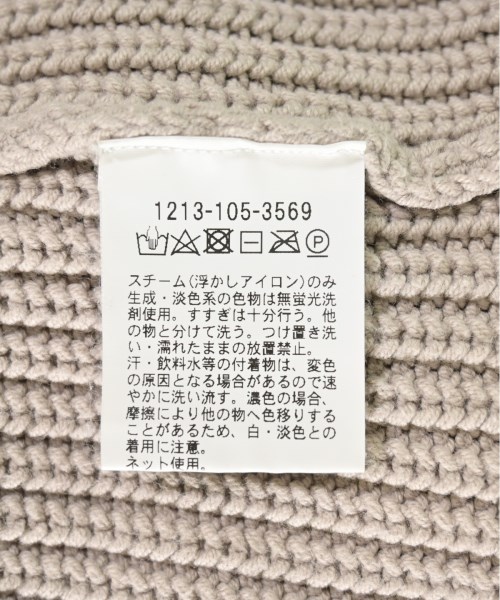 1213-105-3569
スチーム(浮かしアイロン)のみ
生成・淡色系の色物は無蛍光洗
剤使用。すすぎは十分行う。他
の物と分けて洗う。つけ置き洗
い・濡れたままの放置禁止。
汗・飲料水等の付着物は、変色
の原因となる場合があるので速
やかに洗い流す。濃色の場合、
摩擦により他の物へ色移りする
ことがあるため、白・淡色との
着用に注意。
ネット使用。